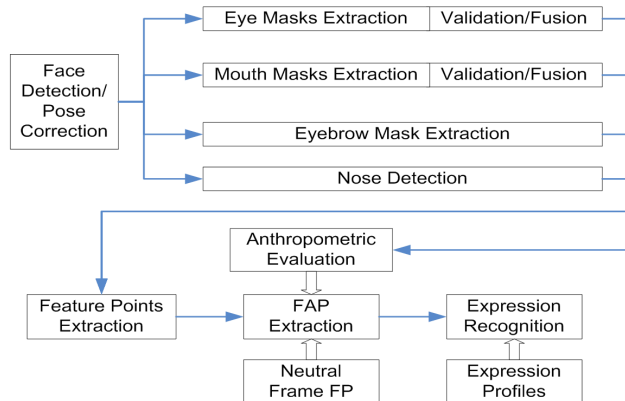 Eye Masks Extraction Validation/Fusion
Face
Detection/
Pose
Correction
Mouth Masks Extraction Validation/Fusion
Eyebrow Mask Extraction
Nose Detection
Anthropometric
Evaluation
Feature Points
Extraction
FAP
Extraction
Expression
Recognition
Neutral
Frame FP
Expression
Profiles